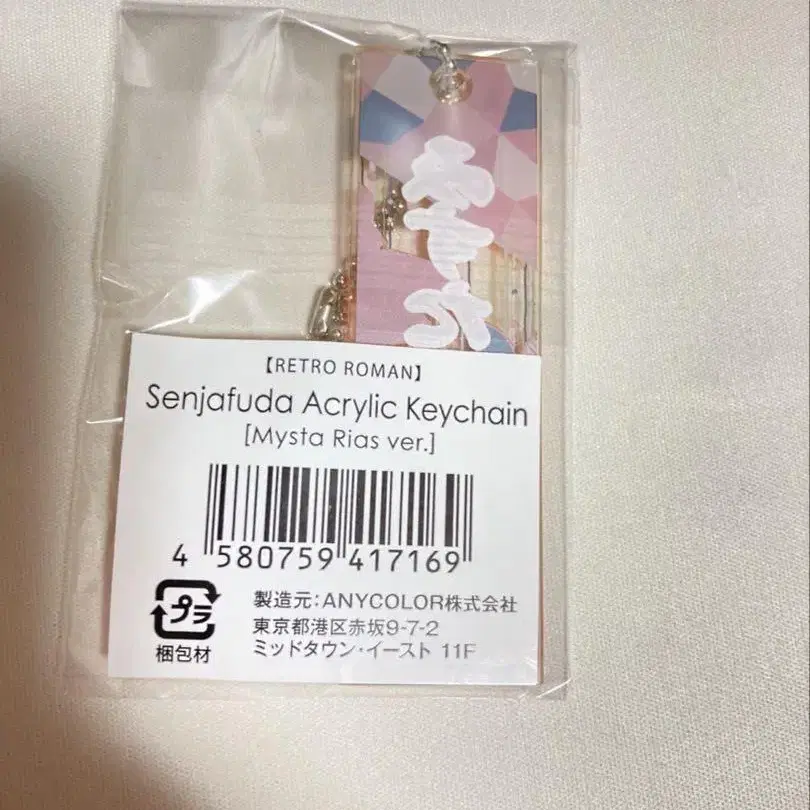 【RETRO ROMAN】
Senjafuda Acrylic Keychain
[Mysta Rias ver.]
4 580759 417169
プラ
梱包材
製造元:ANYCOLOR株式会社
東京都港区赤坂9-7-2
ミッドタウン・イースト 11F